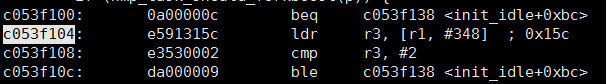 c053f100:	0a00000c	beq	c053f138 <init_idle+0xbc>
c053f104:	e591315c	ldr	r3, [r1, #348]	; 0x15c
c053f108:	e3530002	cmp	r3, #2
c053f10c:	da000009	ble	c053f138 <init_idle+0xbc>